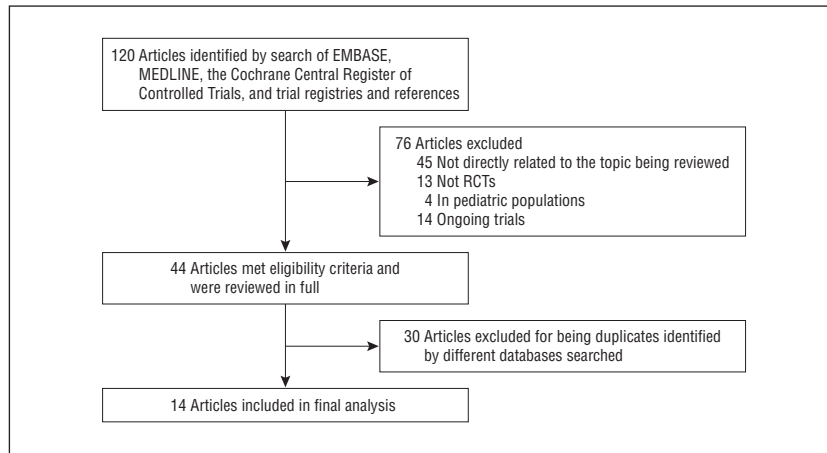 120 Articles identified by search of EMBASE,
MEDLINE, the Cochrane Central Register of
Controlled Trials, and trial registries and references
76 Articles excluded
45 Not directly related to the topic being reviewed
13 Not RCTs
4 In pediatric populations
14 Ongoing trials
44 Articles met eligibility criteria and
were reviewed in full
30 Articles excluded for being duplicates identified
by different databases searched
14 Articles included in final analysis